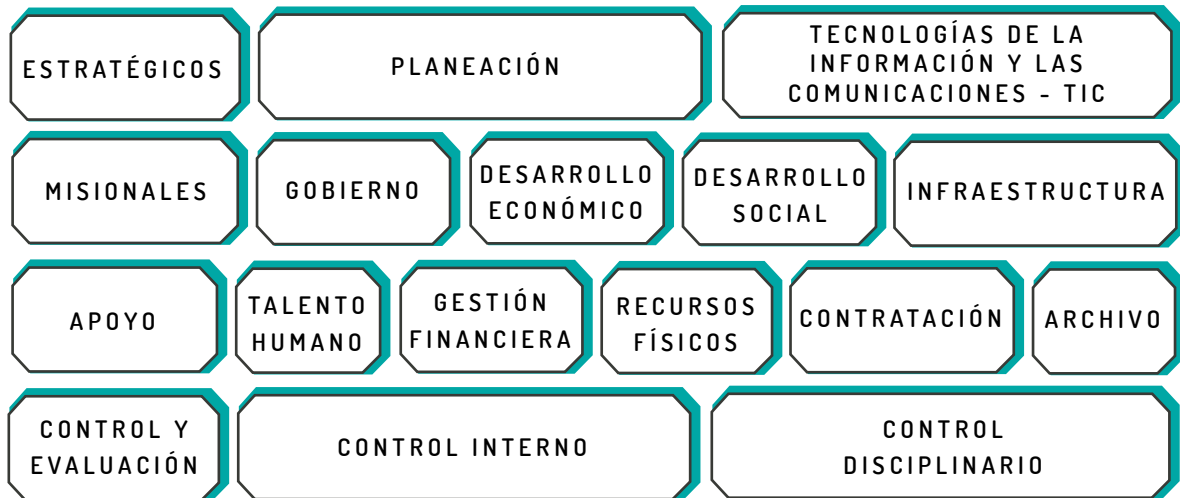 ESTRATÉGICOS
PLANEACIÓN
TECNOLOGÍAS DE LA
INFORMACIÓN Y LAS
COMUNICACIONES - TIC
MISIONALES
GOBIERNO
DESARROLLO
ECONÓMICO
DESARROLLO
SOCIAL
INFRAESTRUCTURA
APOYO
TALENTO
HUMANO
GESTIÓN
FINANCIERA
RECURSOS
FÍSICOS
CONTRATACIÓN
ARCHIVO
CONTROL Y
EVALUACIÓN
CONTROL INTERNO
CONTROL
DISCIPLINARIO